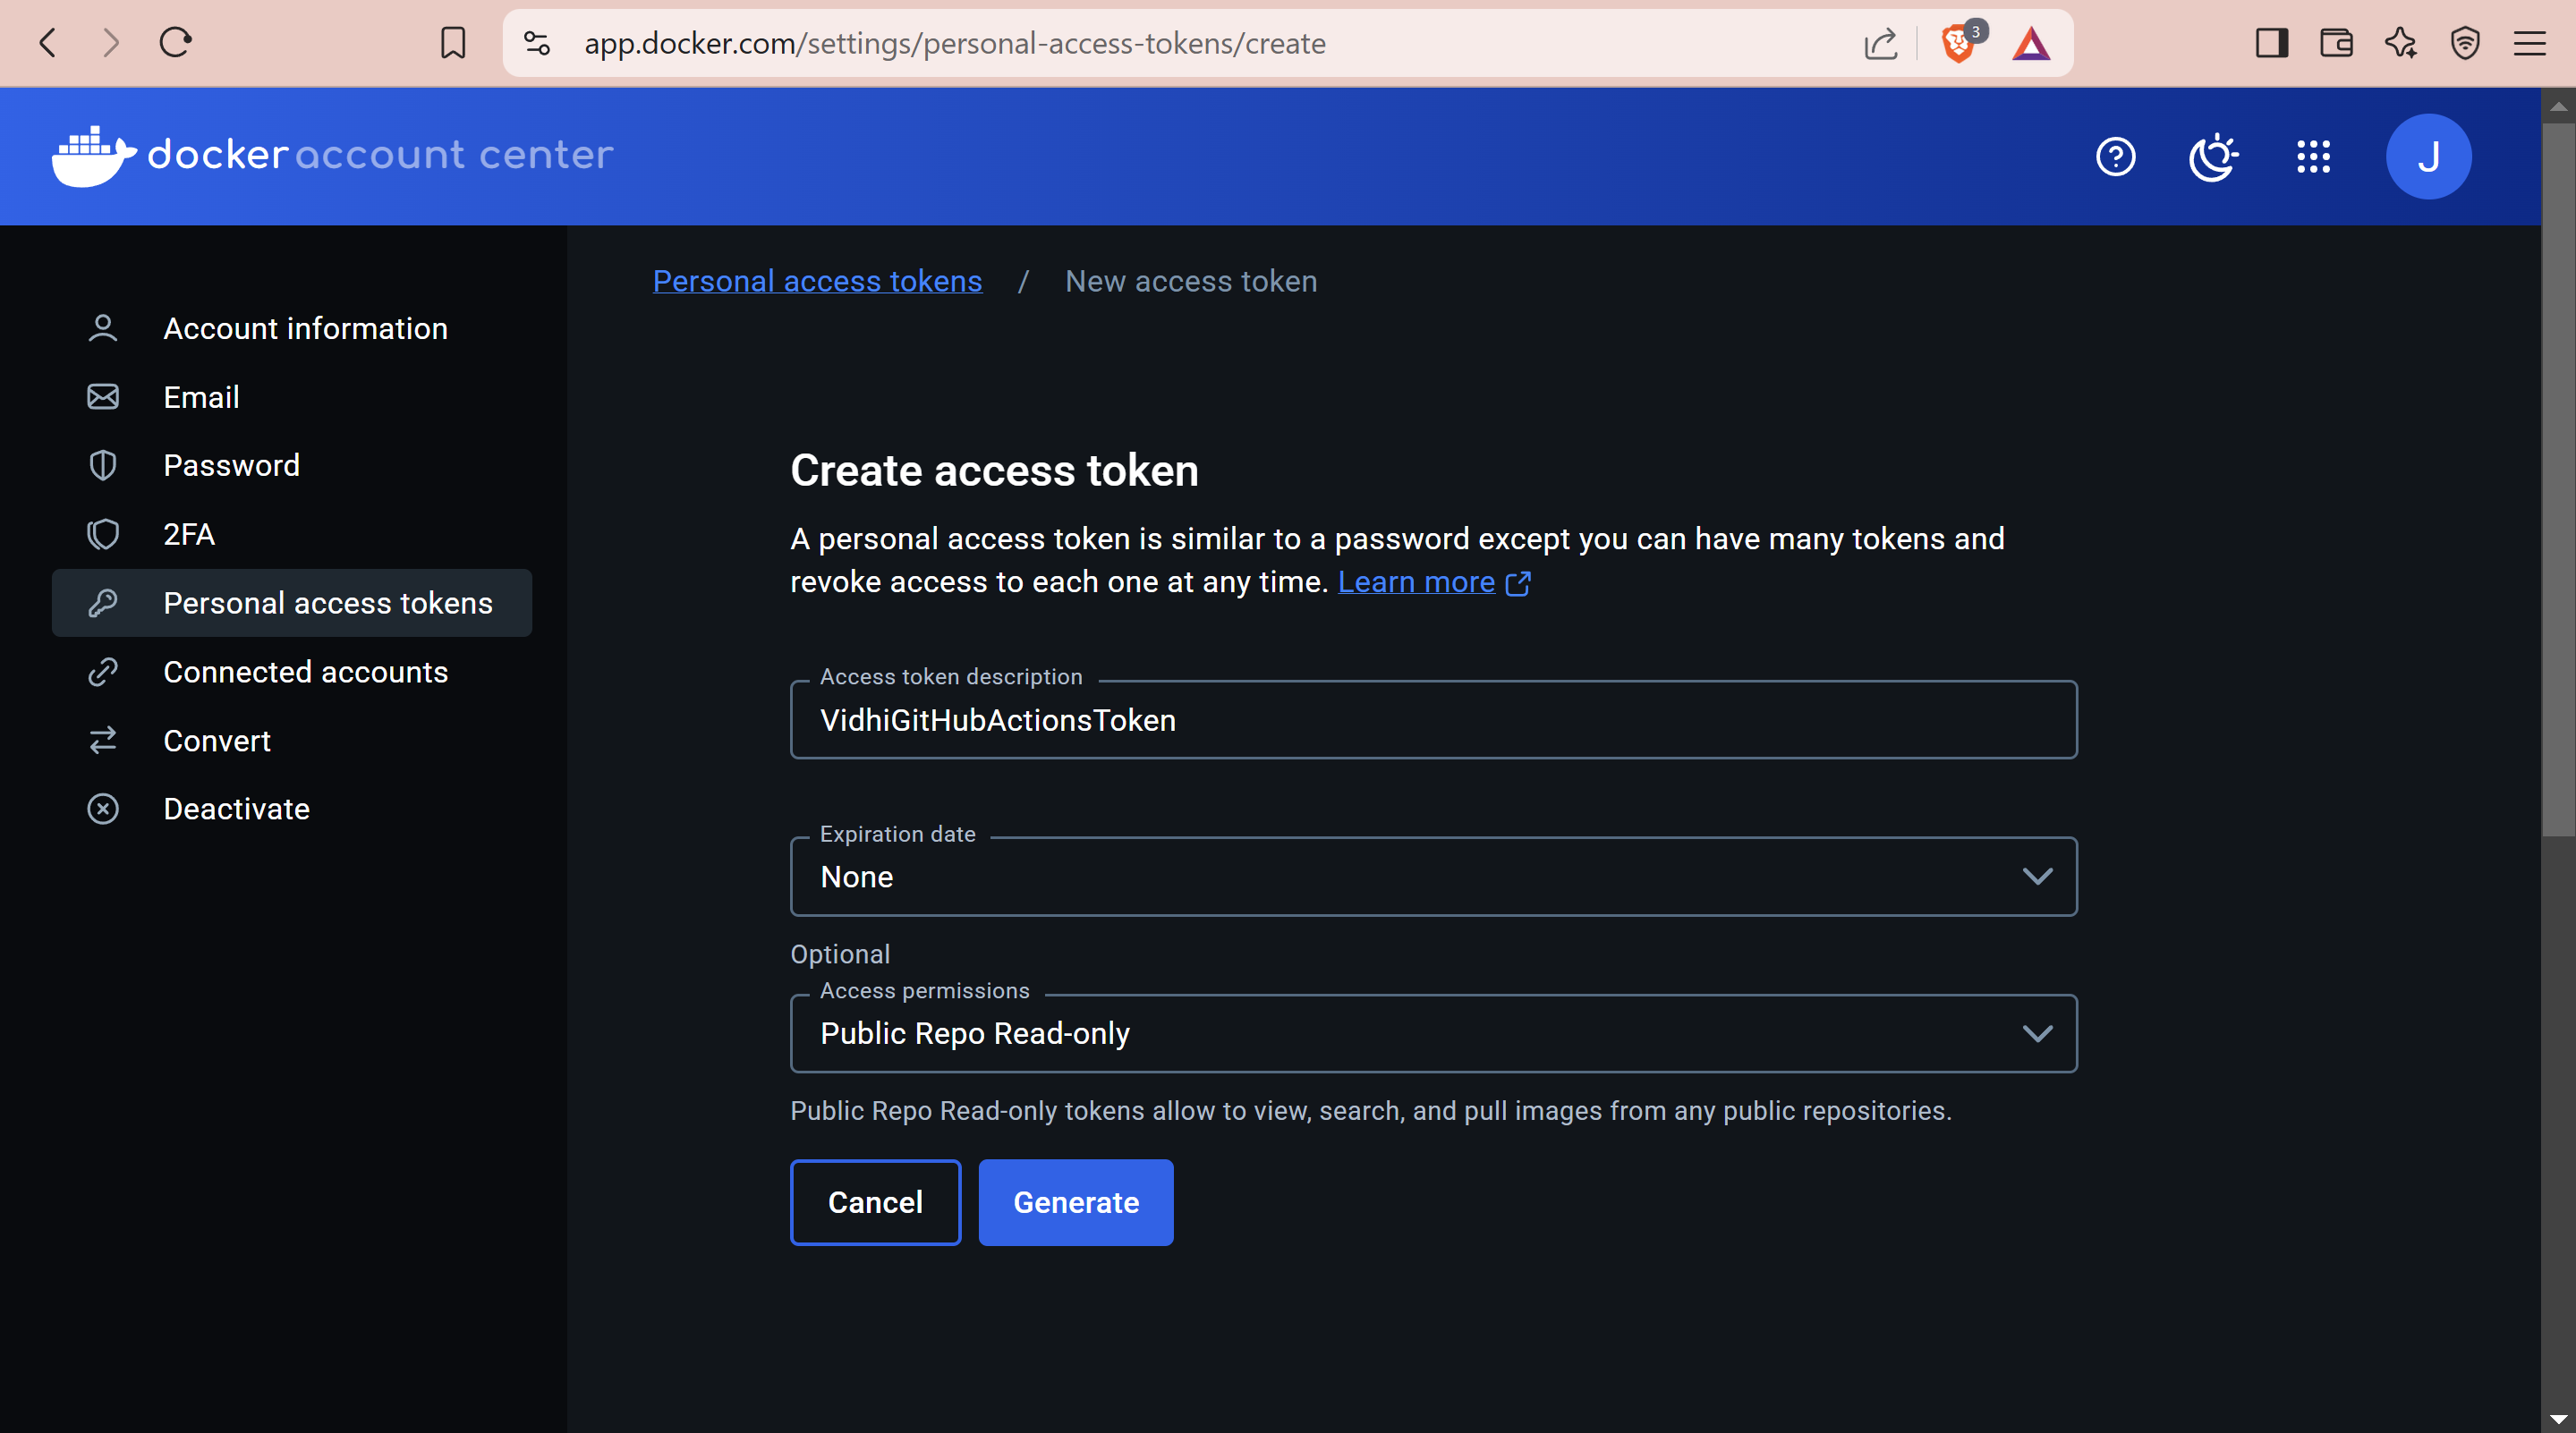 app.docker.com/settings/personal-access-tokens/create
3
docker account center
J
Account information
Email
Password
2FA
Personal access tokens
Connected accounts
Convert
Deactivate
Personal access tokens / New access token
Create access token
A personal access token is similar to a password except you can have many tokens and
revoke access to each one at any time. Learn more
Access token description
VidhiGitHubActionsToken
Expiration date
None
Optional
Access permissions
Public Repo Read-only
Public Repo Read-only tokens allow to view, search, and pull images from any public repositories.
Cancel
Generate